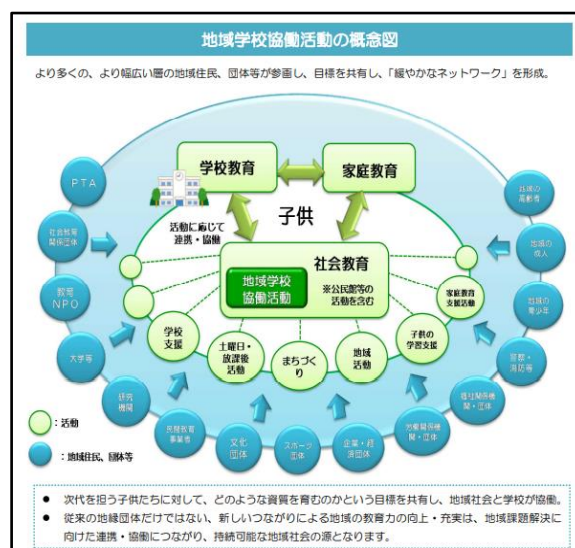 地域学校協働活動の概念図
より多くの、より幅広い層の地域住民、団体等が参画し、目標を共有し、「緩やかなネットワーク」を形成。
学校教育
家庭教育
子供
活動に応じて
連携・協働
社会教育
地域学校
協働活動
※公民館等の
活動を含む
学校
支援
土曜日・
放課後
活動
まちづく
り
地域
活動
子供の
学習支援
家庭教育
支援活動
PTA
社会教育
関係団体
教育
NPO
大学等
研究
機関
民間教育
事業者
文化
団体
スポーツ
団体
企業・経
済団体
労働関係機
関・団体
福祉関係機
関・団体
警察・
消防等
地域の
青少年
地域の
成人
地域の
高齢者
:活動
:地域住民、団体等
● 次代を担う子供たちに対して、どのような資質を育むのかという目標を共有し、地域社会と学校が協働。
● 従来の地縁団体だけではない、新しいつながりによる地域の教育力の向上・充実は、地域課題解決に
向けた連携・協働につながり、持続可能な地域社会の源となります。